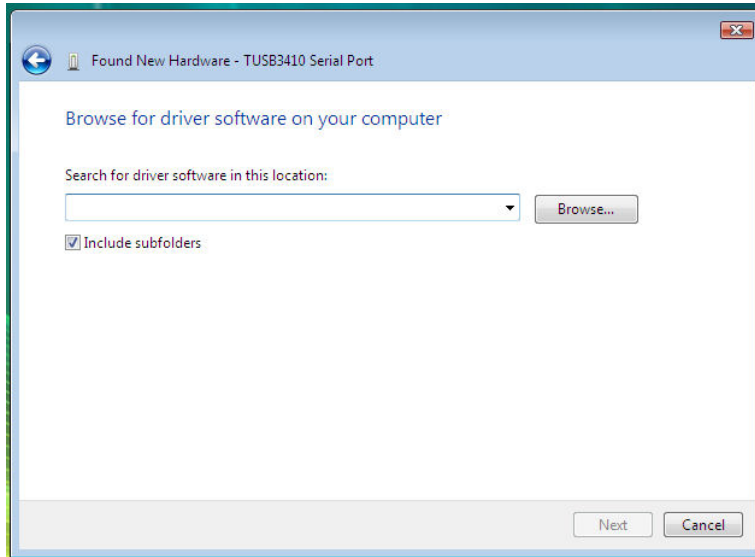 Found New Hardware - TUSB3410 Serial Port
Browse for driver software on your computer
Search for driver software in this location:
Browse...
Include subfolders
Next Cancel